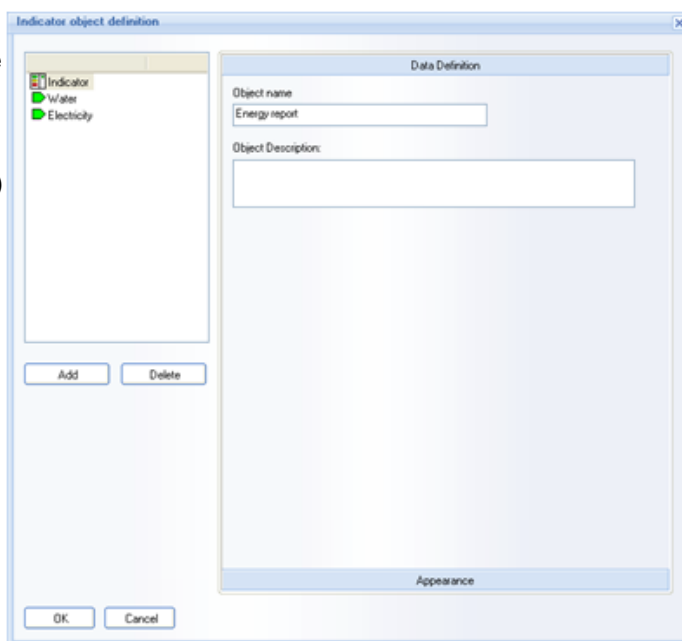 Indicator object definition
Indicator
Water
Electricity
Add
Delete
Data Definition
Object name
Energy report
Object Description:
Appearance
OK
Cancel